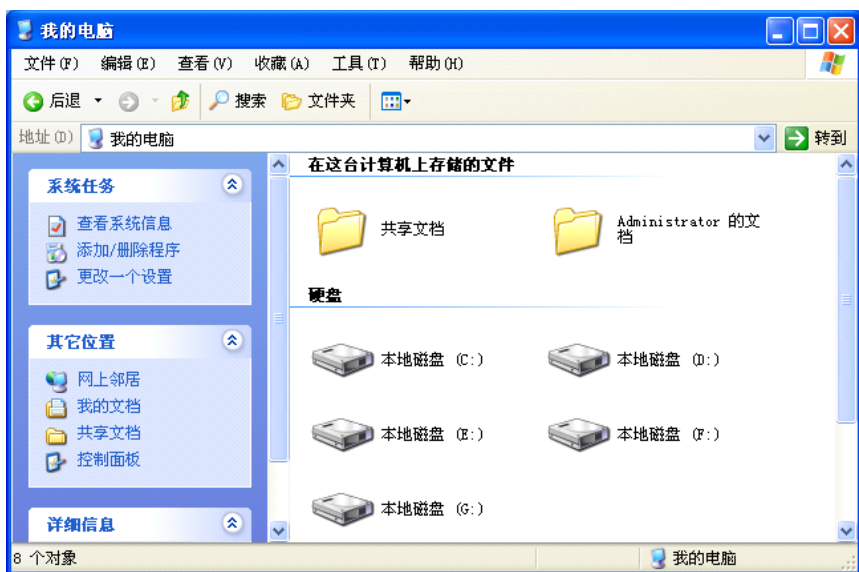 我的电脑
文件(F) 编辑(E) 查看(V) 收藏(A) 工具(T) 帮助(H)
后退 搜索 文件夹
地址(D) 我的电脑 转到
系统任务
查看系统信息
添加/删除程序
更改一个设置
其它位置
网上邻居
我的文档
共享文档
控制面板
详细信息
在这台计算机上存储的文件
共享文档
Administrator 的文
档
硬盘
本地磁盘 (C:)
本地磁盘 (D:)
本地磁盘 (E:)
本地磁盘 (F:)
本地磁盘 (G:)
8 个对象
我的电脑